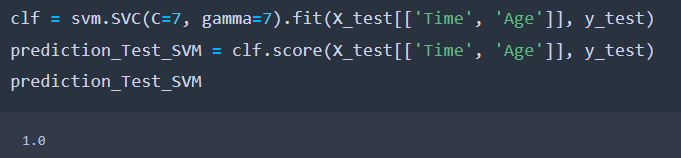 clf = svm.SVC(C=7, gamma=7).fit(X_test[['Time', 'Age']], y_test)
prediction_Test_SVM = clf.score(X_test[['Time', 'Age']], y_test)
prediction_Test_SVM
1.0